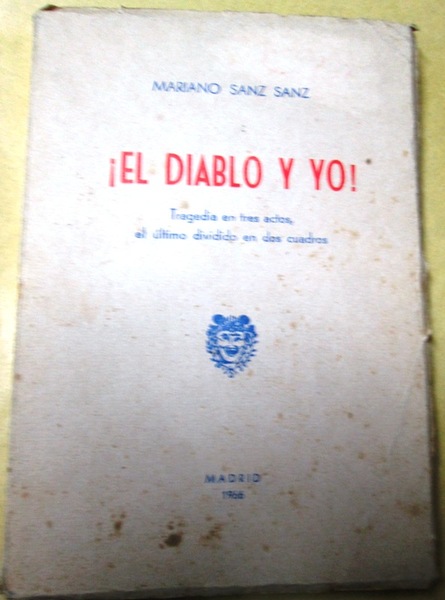 MARIANO SANZ SANZ
¡EL DIABLO Y YO!
Tragedia en tres actos,
el último dividido en dos cuadros
MADRID
1966